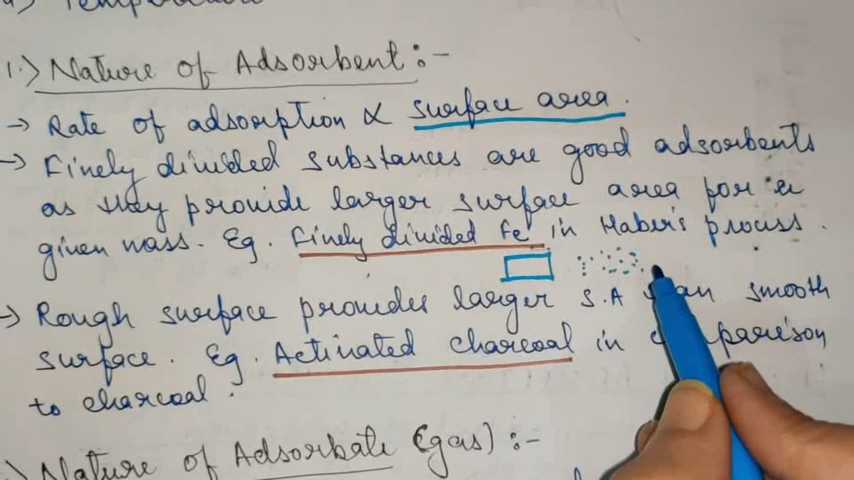 Temperature
1.) Nature of Adsorbent :-
→ Rate of adsorption ∝ surface area.
→ Finely divided substances are good adsorbents
as they provide larger surface area for a
given mass. Eg. Finely divided Fe in Haber's process.
→ Rough surface provides larger S.A than smooth
surface. Eg. Activated charcoal in comparison
to charcoal.
Nature of Adsorbate (gas) :-